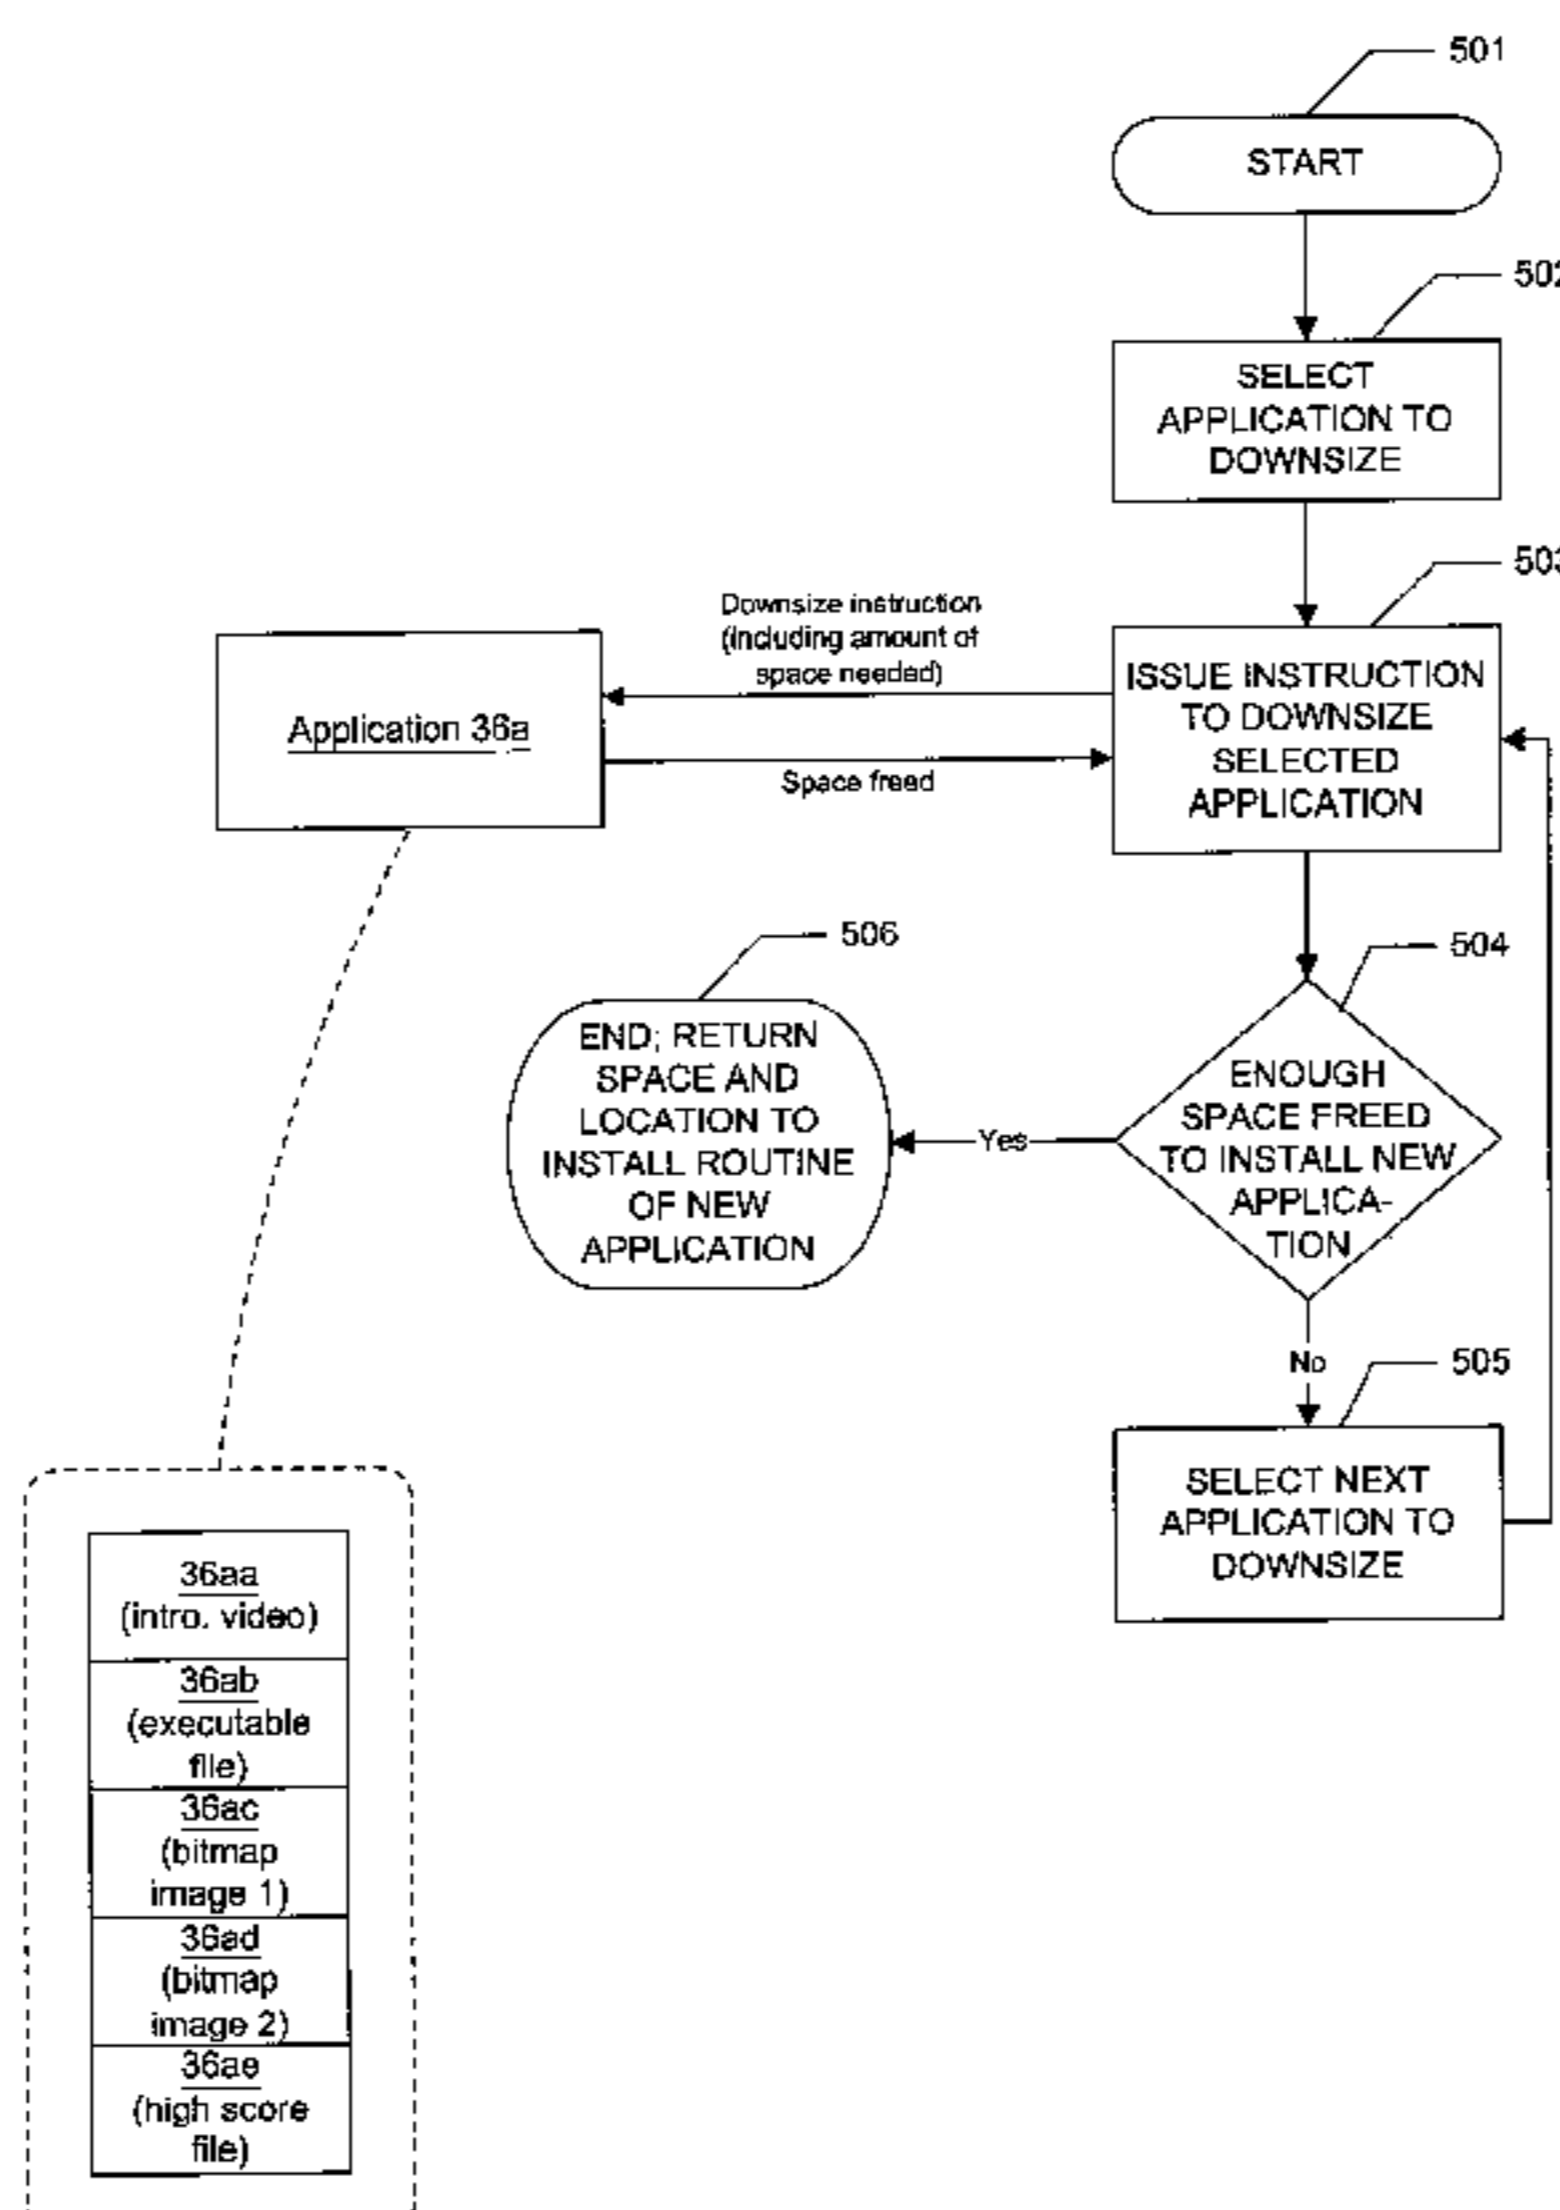 501
START
502
SELECT
APPLICATION TO
DOWNSIZE
503
Downsize instruction
(including amount of
space needed)
ISSUE INSTRUCTION
TO DOWNSIZE
SELECTED
APPLICATION
Application 36a
Space freed
506
504
END; RETURN
SPACE AND
LOCATION TO
INSTALL ROUTINE
OF NEW
APPLICATION
Yes
ENOUGH
SPACE FREED
TO INSTALL NEW
APPLICA-
TION
No
505
SELECT NEXT
APPLICATION TO
DOWNSIZE
36aa
(intro. video)
36ab
(executable
file)
36ac
(bitmap
image 1)
36ad
(bitmap
image 2)
36ae
(high score
file)